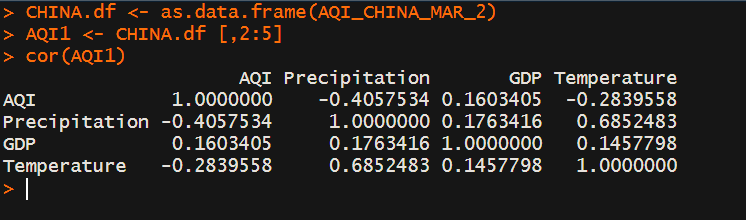 > CHINA.df <- as.data.frame(AQI_CHINA_MAR_2)
> AQI1 <- CHINA.df [,2:5]
> cor(AQI1)
                     AQI Precipitation       GDP Temperature
AQI            1.0000000    -0.4057534 0.1603405  -0.2839558
Precipitation -0.4057534     1.0000000 0.1763416   0.6852483
GDP            0.1603405     0.1763416 1.0000000   0.1457798
Temperature   -0.2839558     0.6852483 0.1457798   1.0000000
>